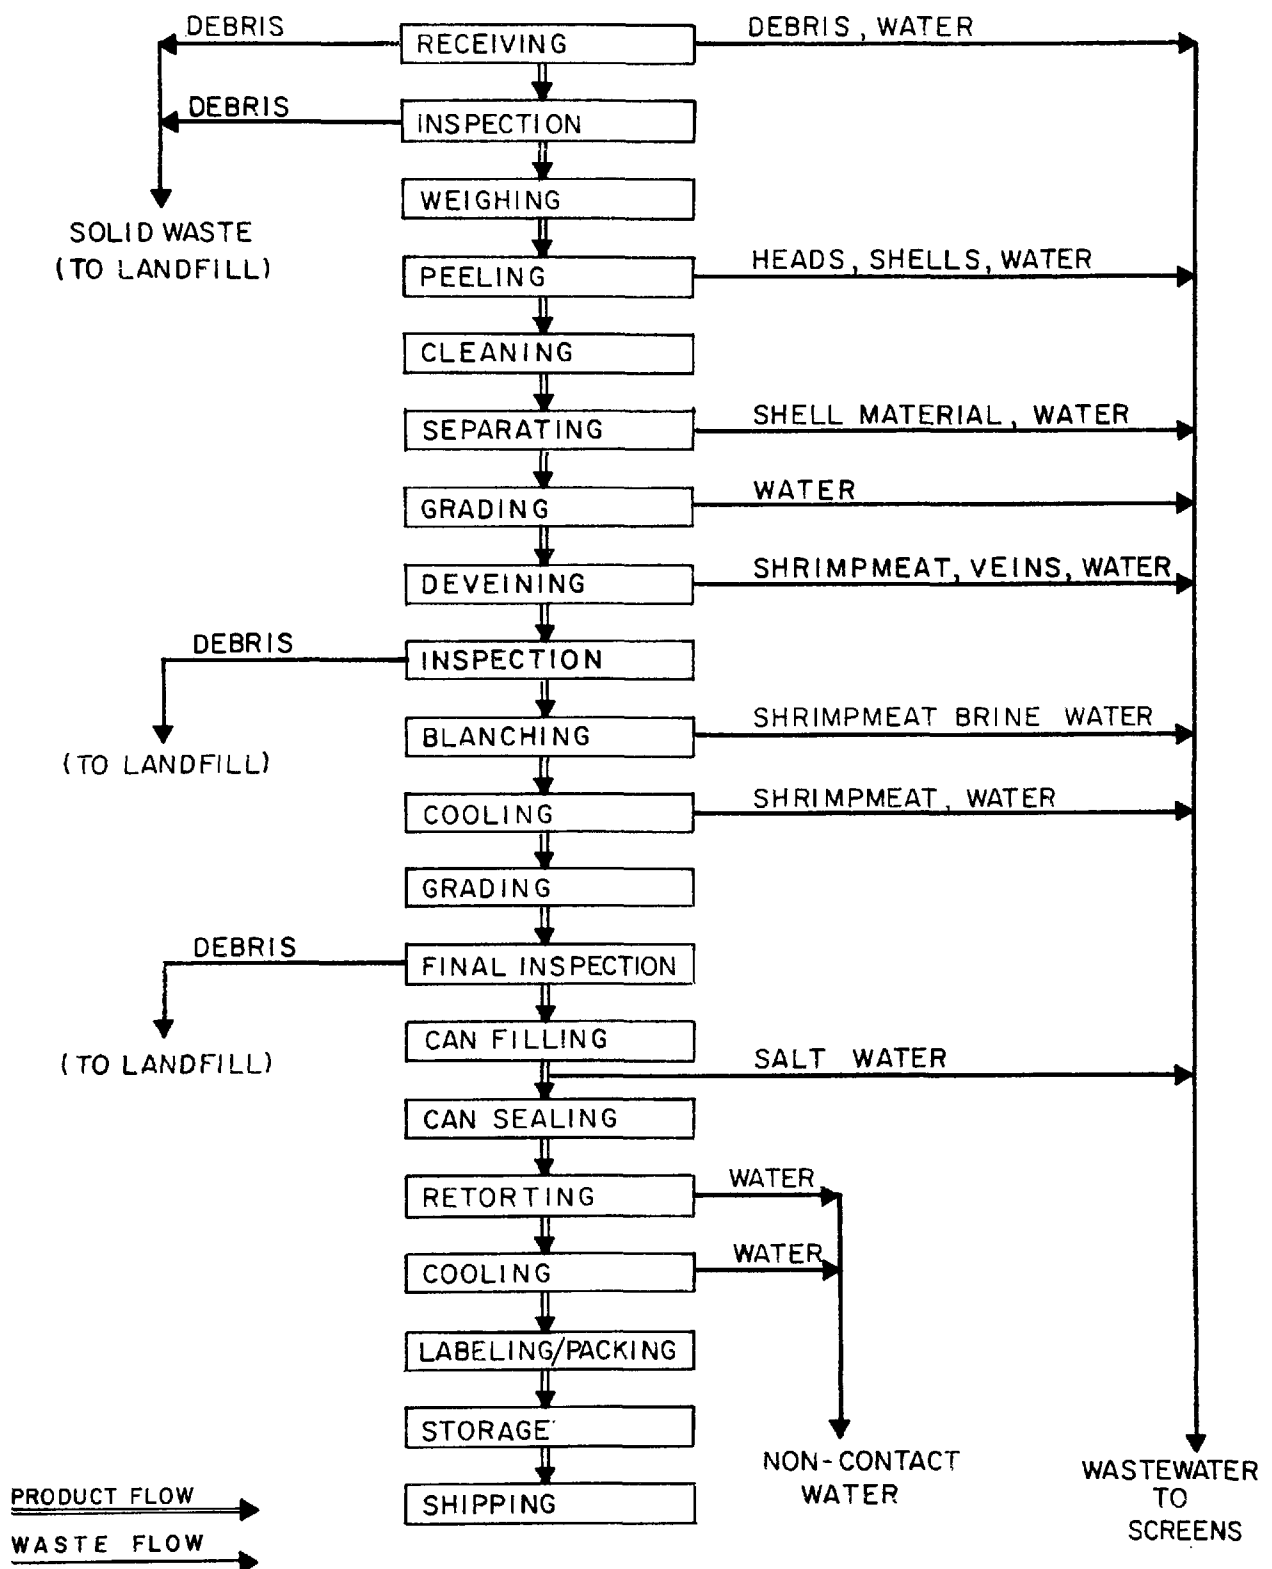 DEBRIS
RECEIVING
DEBRIS, WATER
DEBRIS
INSPECTION
WEIGHING
SOLID WASTE
(TO LANDFILL)
PEELING
HEADS, SHELLS, WATER
CLEANING
SEPARATING
SHELL MATERIAL, WATER
GRADING
WATER
DEVEINING
SHRIMPMEAT, VEINS, WATER
DEBRIS
INSPECTION
BLANCHING
SHRIMPMEAT BRINE WATER
(TO LANDFILL)
COOLING
SHRIMPMEAT, WATER
GRADING
DEBRIS
FINAL INSPECTION
CAN FILLING
(TO LANDFILL)
SALT WATER
CAN SEALING
RETORTING
WATER
COOLING
WATER
LABELING/PACKING
STORAGE
NON-CONTACT
WATER
WASTEWATER
TO
SCREENS
SHIPPING
PRODUCT FLOW
WASTE FLOW